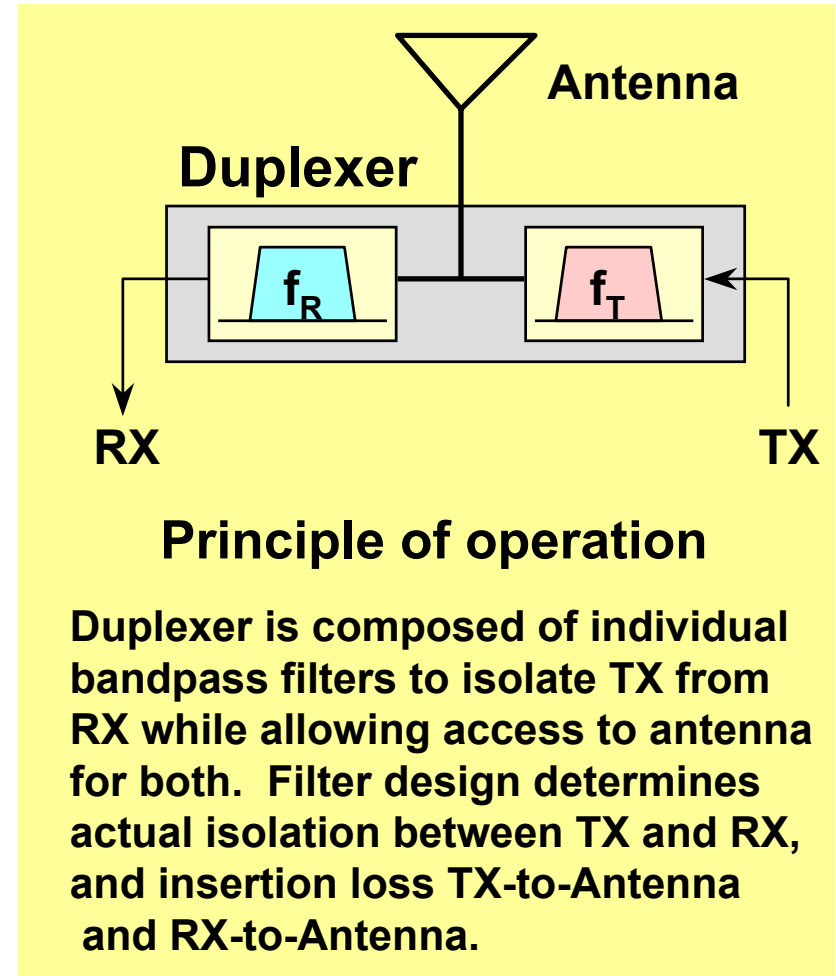 Antenna
Duplexer
fR
fT
RX
TX
Principle of operation
Duplexer is composed of individual
bandpass filters to isolate TX from
RX while allowing access to antenna
for both.  Filter design determines
actual isolation between TX and RX,
and insertion loss TX-to-Antenna
and RX-to-Antenna.